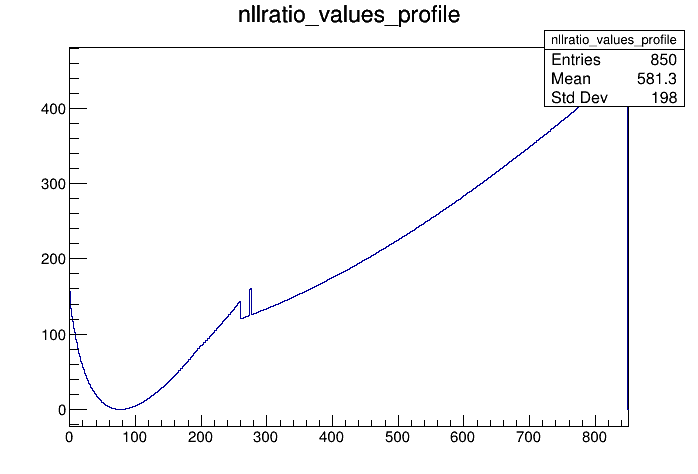 nllratio_values_profile
nllratio_values_profile
Entries 850
Mean 581.3
Std Dev 198
400
300
200
100
0
0 100 200 300 400 500 600 700 800